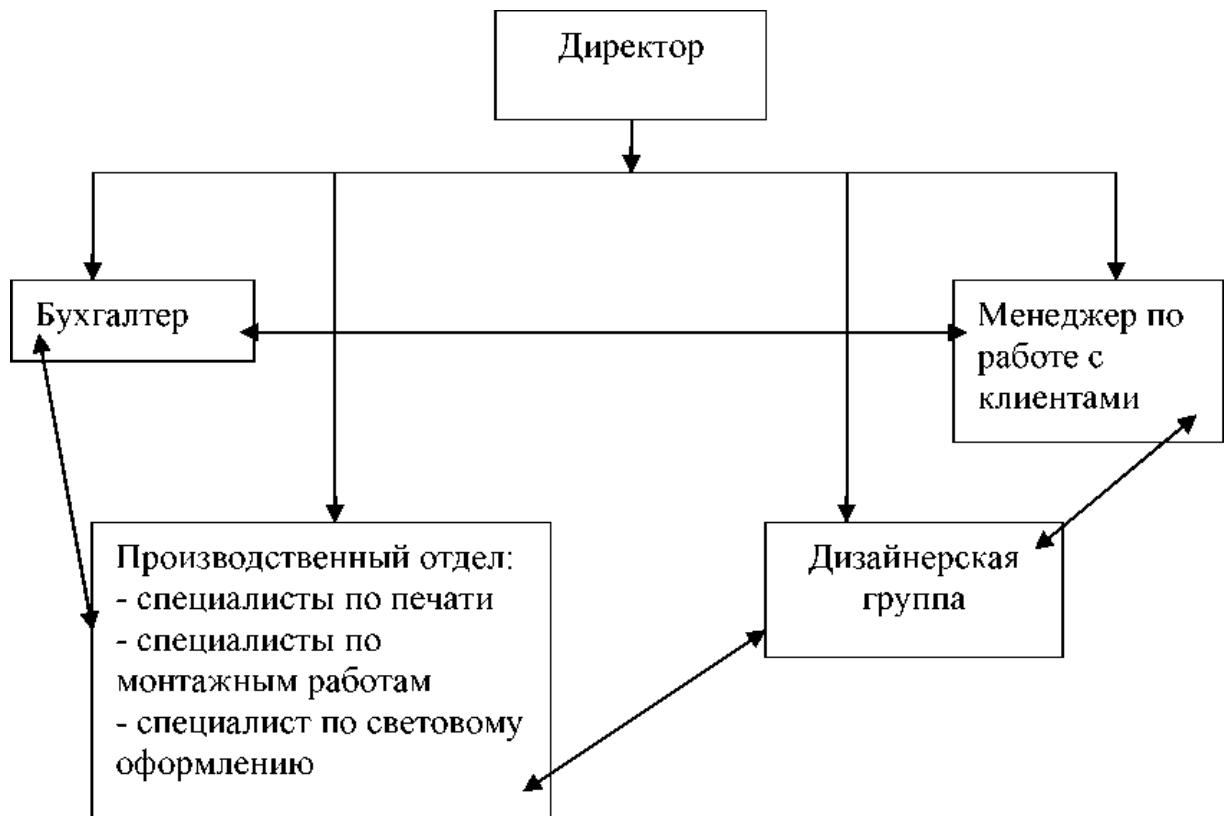 Директор
Бухгалтер
Менеджер по
работе с
клиентами
Производственный отдел:
- специалисты по печати
- специалисты по
монтажным работам
- специалист по световому
оформлению
Дизайнерская
группа